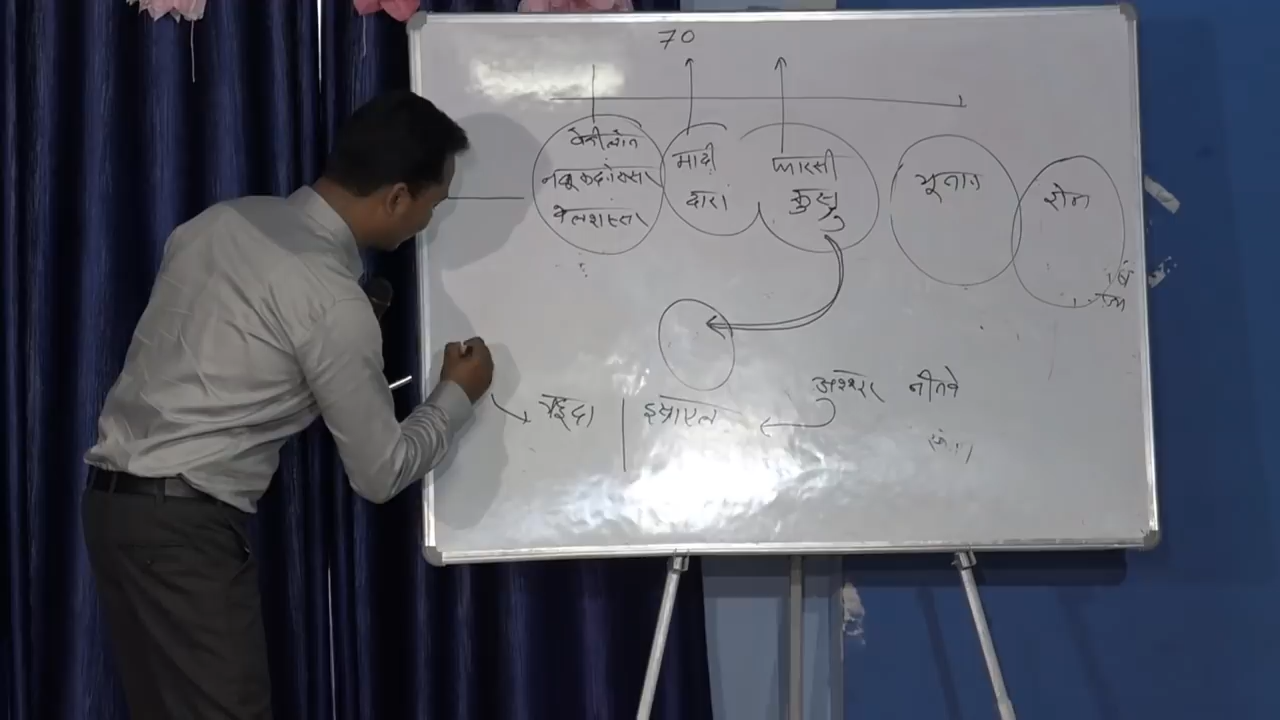 70
बेबीलोन
नबूकदनेस्सर
बेलशस्सर
मादी
दारा
फारसी
कुस्रू
यूनान
रोम
अश्शूर नीनवे
यहूदा | इस्राएल